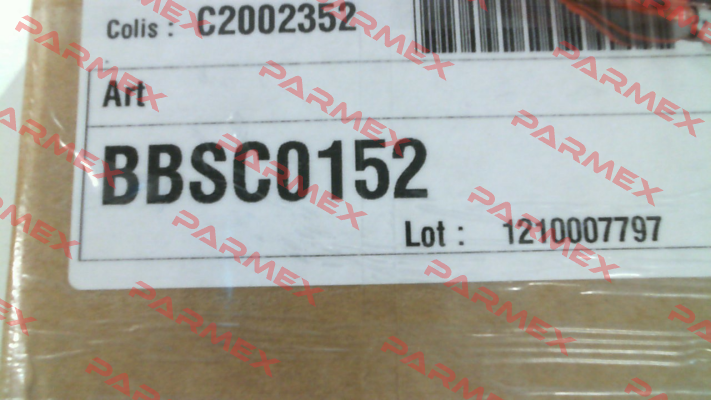 Colis : C2002352
Art
BBSC0152
Lot : 1210007797
PARMEX